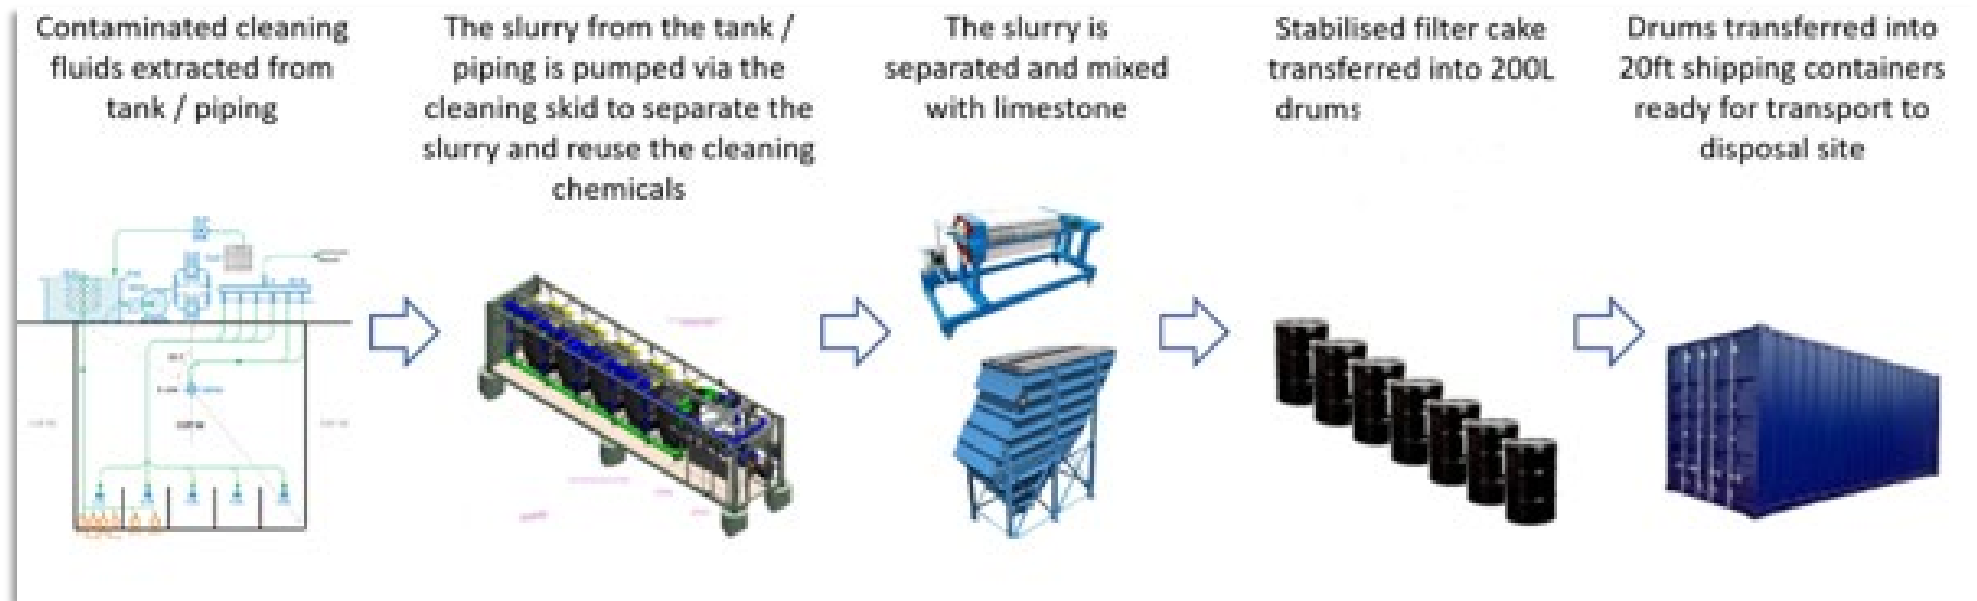 Contaminated cleaning
fluids extracted from
tank / piping
The slurry from the tank /
piping is pumped via the
cleaning skid to separate the
slurry and reuse the cleaning
chemicals
The slurry is
separated and mixed
with limestone
Stabilised filter cake
transferred into 200L
drums
Drums transferred into
20ft shipping containers
ready for transport to
disposal site